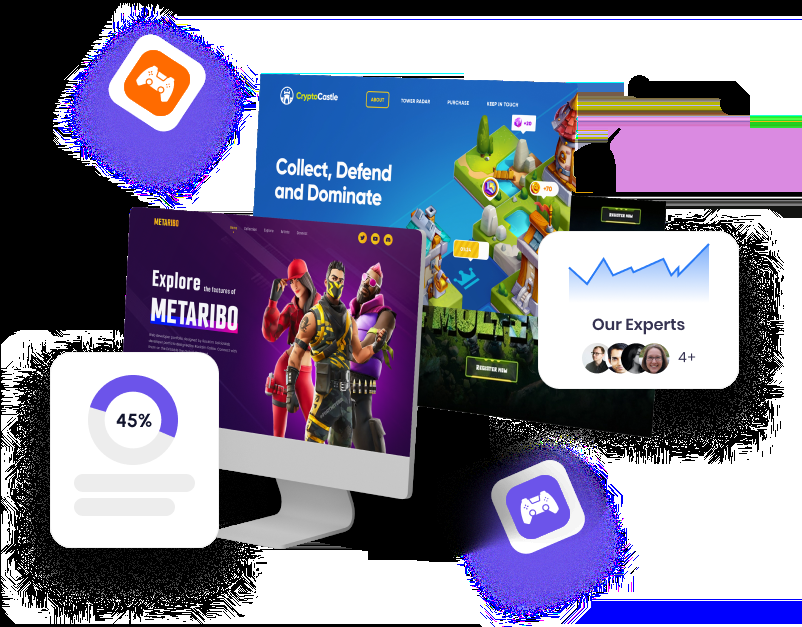 CryptoCastle
ABOUT
TOWER RADAR
PURCHASE
KEEP IN TOUCH
+20
Collect, Defend
and Dominate
+70
METARIBO
Home
REGISTER NOW
Explore the features of
METARIBO
Our Experts
4+
REGISTER NOW
45%